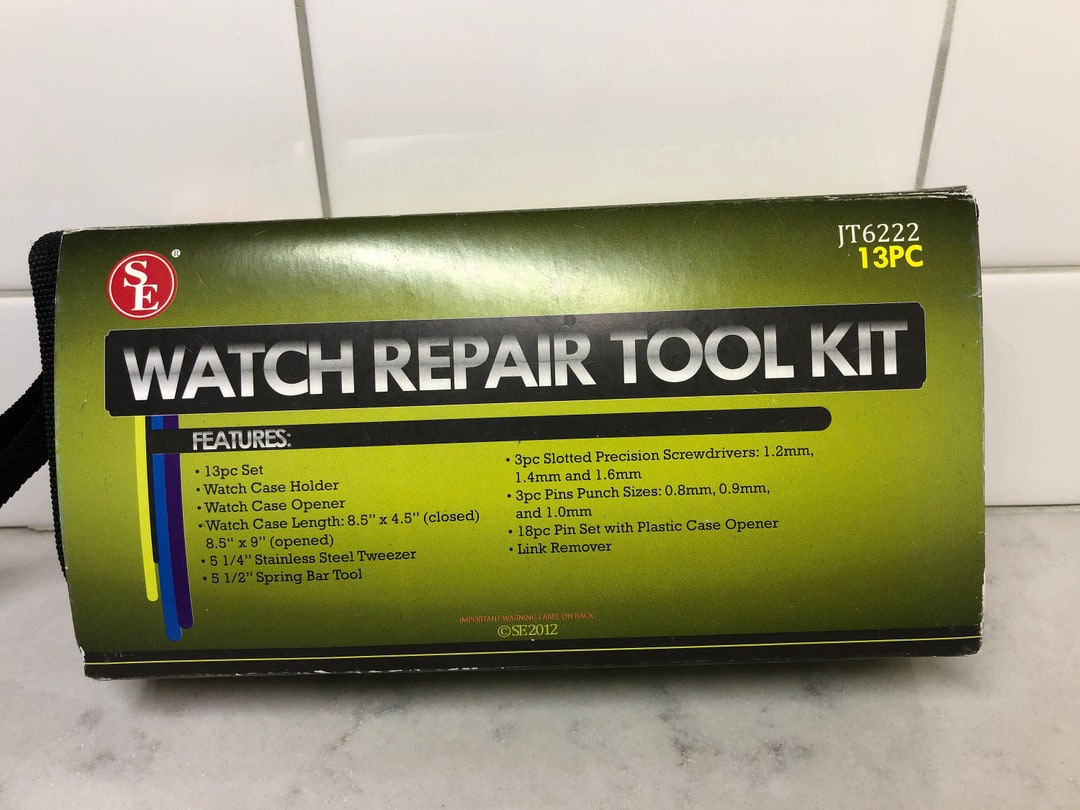 SE®
JT6222
13PC
WATCH REPAIR TOOL KIT
FEATURES:
• 13pc Set
• Watch Case Holder
• Watch Case Opener
• Watch Case Length: 8.5” x 4.5” (closed)
8.5“ x 9” (opened)
• 5 1/4” Stainless Steel Tweezer
• 5 1/2” Spring Bar Tool
• 3pc Slotted Precision Screwdrivers: 1.2mm,
1.4mm and 1.6mm
• 3pc Pins Punch Sizes: 0.8mm, 0.9mm,
and 1.0mm
• 18pc Pin Set with Plastic Case Opener
• Link Remover
IMPORTANT WARNING LABEL ON BACK
©SE2012